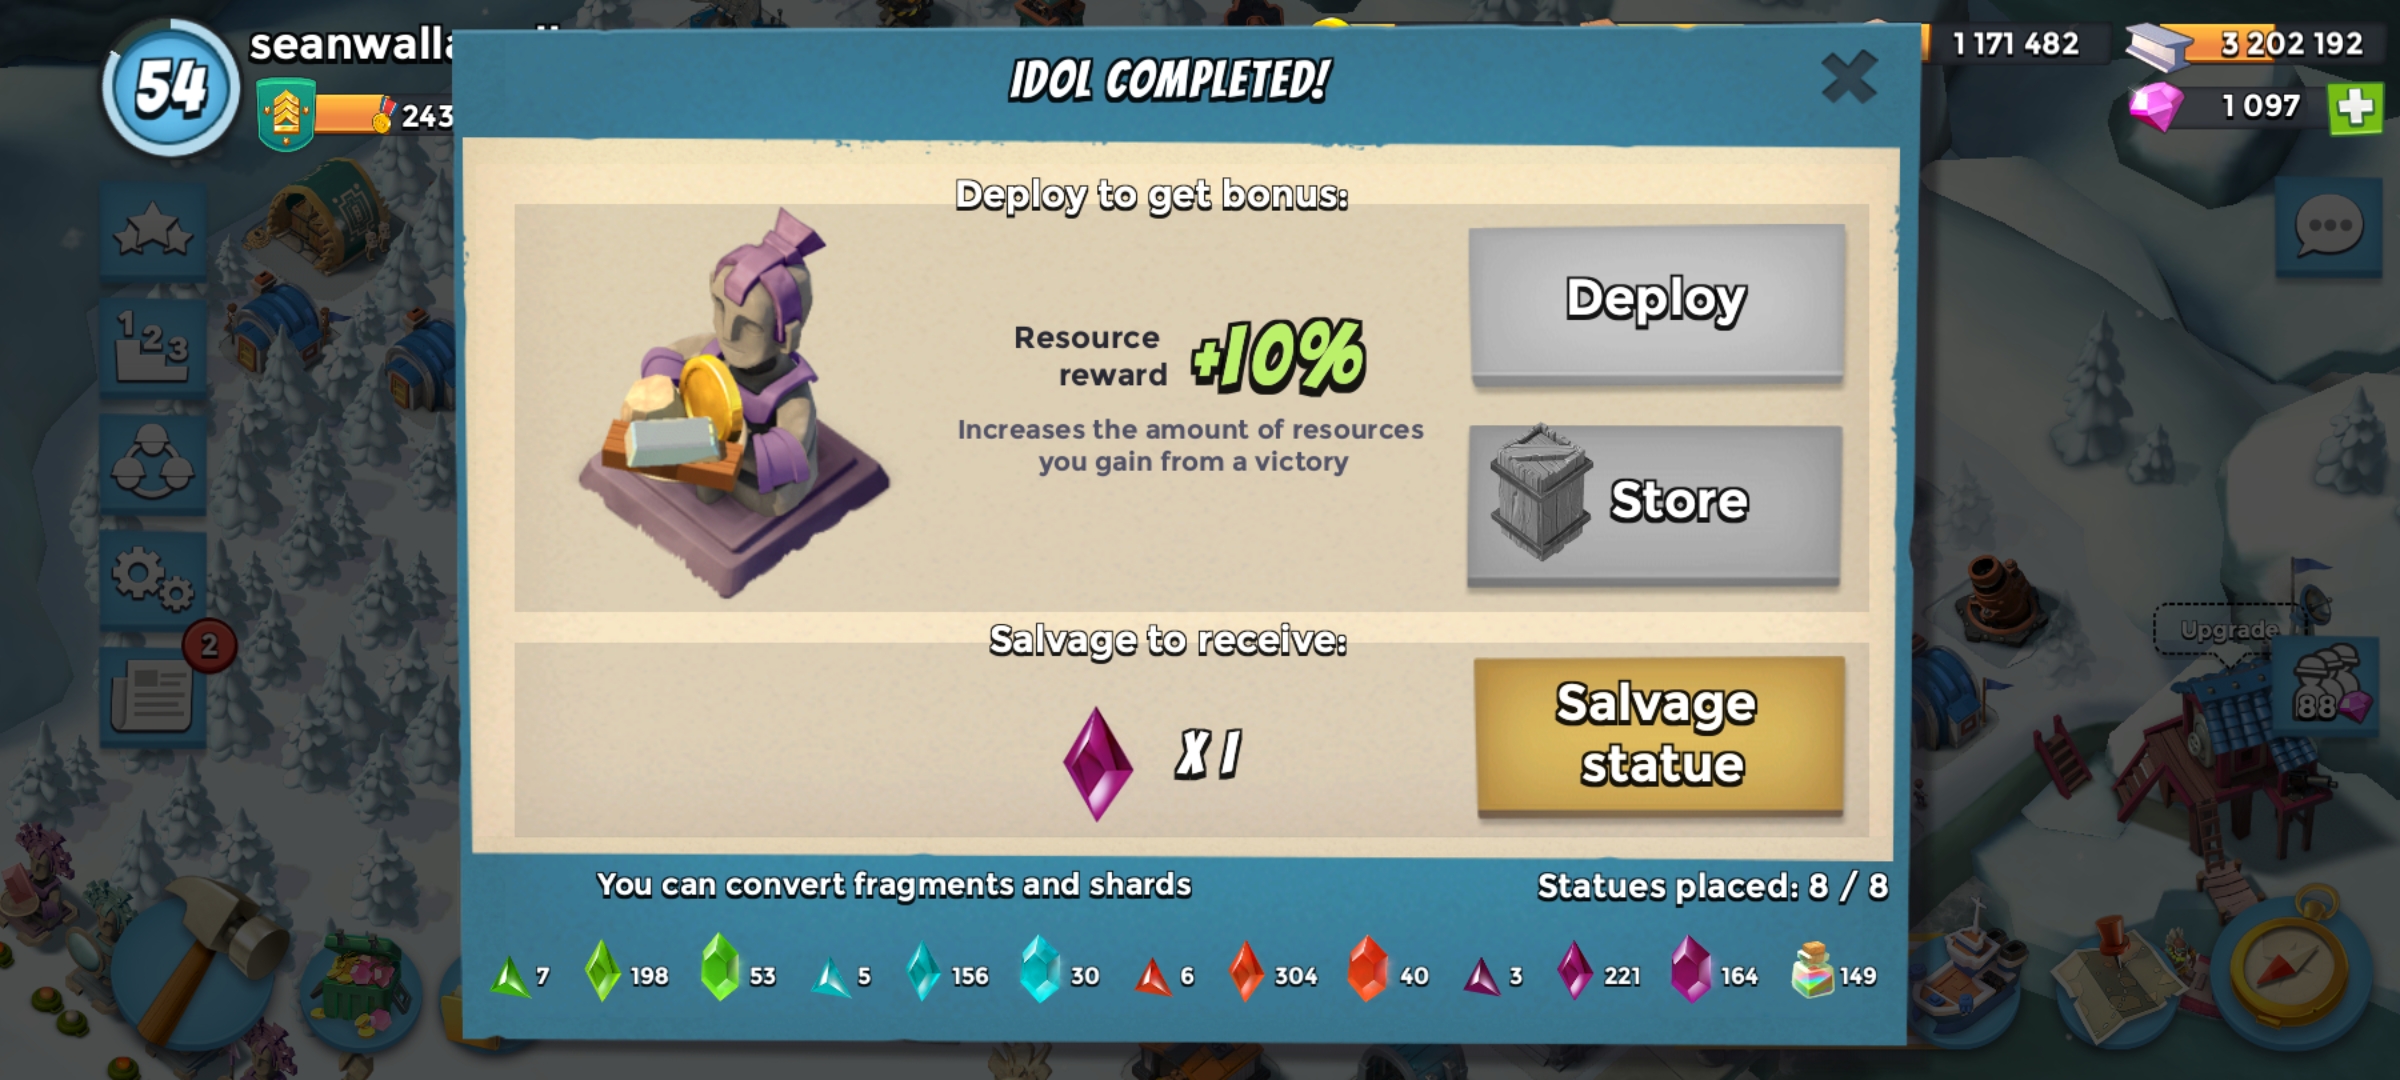 54
IDOL COMPLETED!
1 171 482
3 202 192
243
1 097
Deploy to get bonus:
Deploy
Resource
reward
+10%
Increases the amount of resources
you gain from a victory
Store
1 2 3
2
Upgrade
88
Salvage to receive:
X 1
Salvage
statue
You can convert fragments and shards
Statues placed: 8 / 8
7 198 53 5 156 30 6 304 40 3 221 164 149